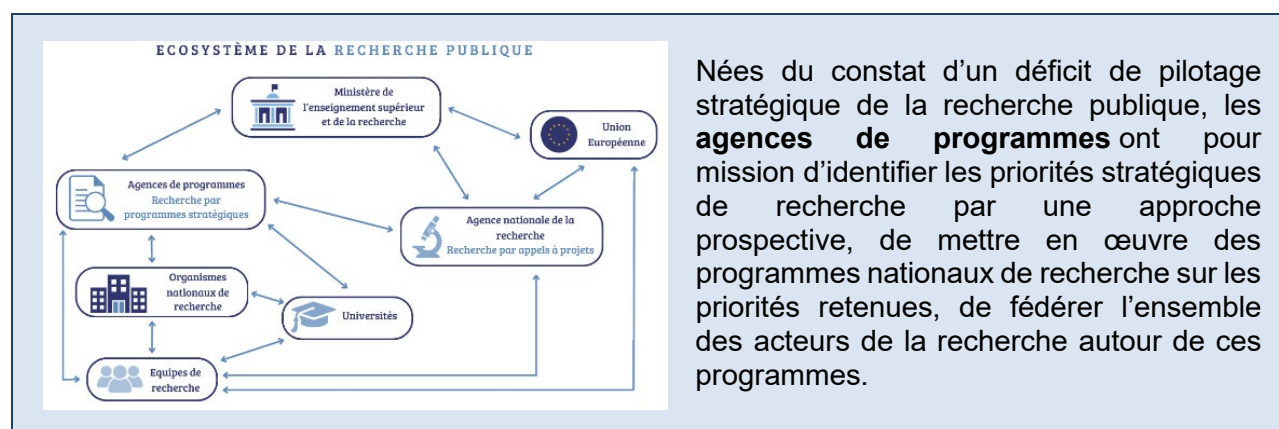 ECOSYSTÈME DE LA RECHERCHE PUBLIQUE
Ministère de
l'enseignement supérieur
et de la recherche
Union
Européenne
Agences de programmes
Recherche par
programmes stratégiques
Agence nationale de la
recherche
Recherche par appels à projets
Organismes
nationaux de
recherche
Universités
Equipes de
recherche
Nées du constat d’un déficit de pilotage
stratégique de la recherche publique, les
agences de programmes ont pour
mission d’identifier les priorités stratégiques
de recherche par une approche
prospective, de mettre en œuvre des
programmes nationaux de recherche sur les
priorités retenues, de fédérer l’ensemble
des acteurs de la recherche autour de ces
programmes.